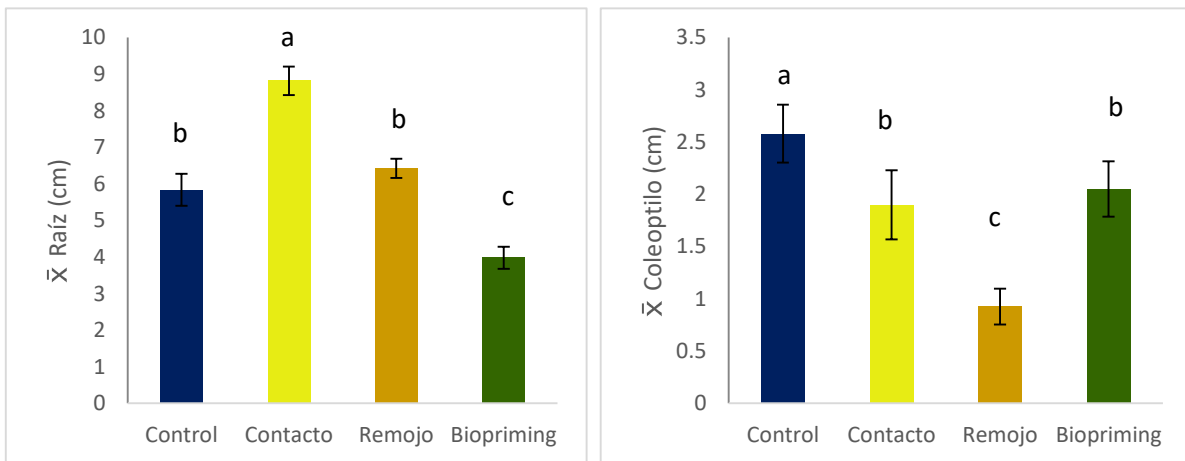 x̄ Raíz (cm)
10
9
8
7
6
5
4
3
2
1
0
b
a
b
c
Control Contacto Remojo Biopriming
x̄ Coleoptilo (cm)
3.5
3
2.5
2
1.5
1
0.5
0
a
b
c
b
Control Contacto Remojo Biopriming